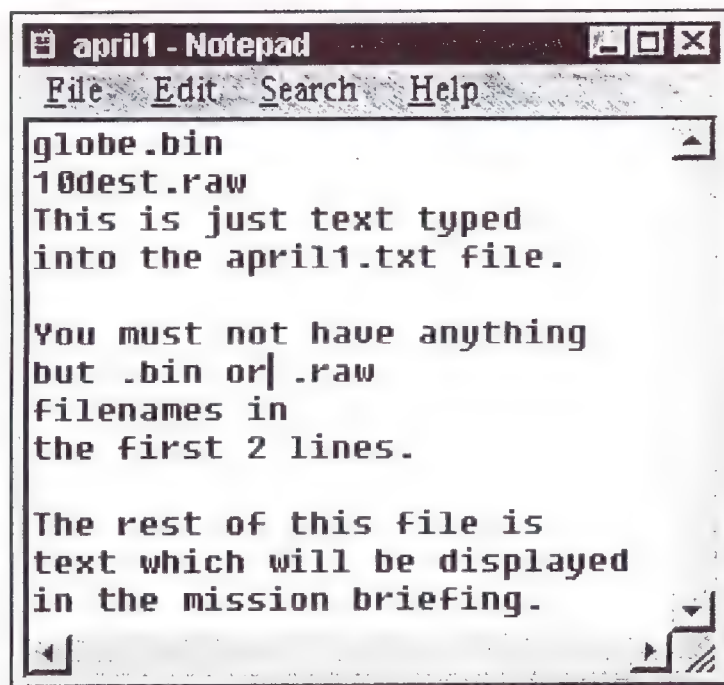 april1 - Notepad
File Edit Search Help
globe.bin
10dest.raw
This is just text typed
into the april1.txt file.
You must not have anything
but .bin or .raw
filenames in
the first 2 lines.
The rest of this file is
text which will be displayed
in the mission briefing.